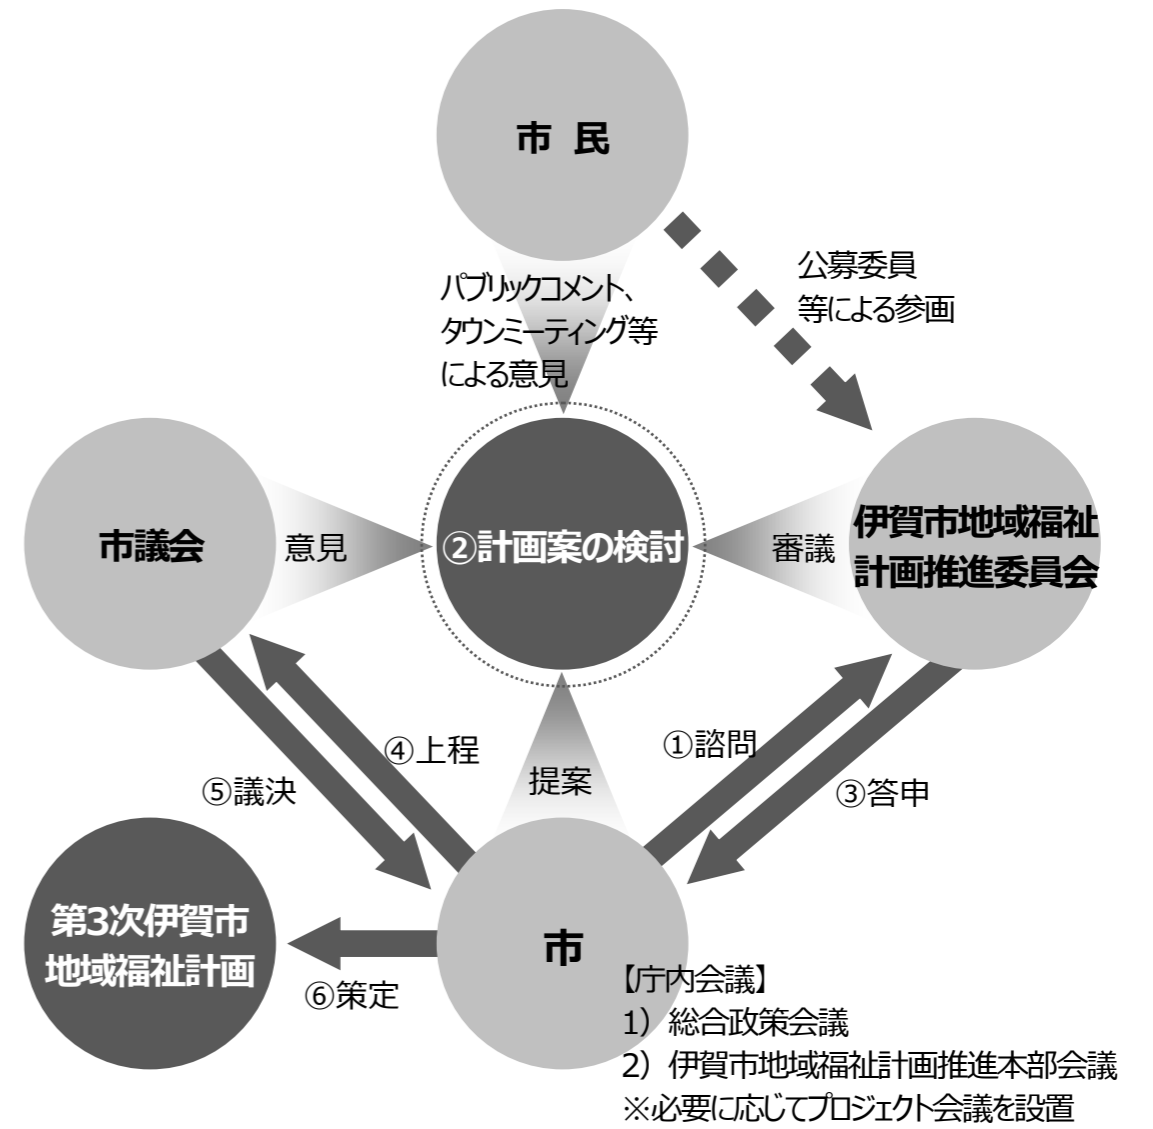 市 民
公募委員
等による参画
パブリックコメント、
タウンミーティング等
による意見
市議会
意見
②計画案の検討
審議
伊賀市地域福祉
計画推進委員会
④上程
①諮問
⑤議決
提案
③答申
第3次伊賀市
地域福祉計画
⑥策定
市
【庁内会議】
1）総合政策会議
2）伊賀市地域福祉計画推進本部会議
※必要に応じてプロジェクト会議を設置